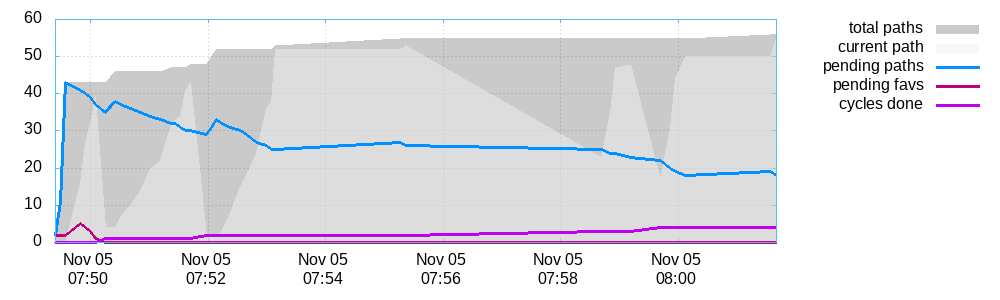 60
50
40
30
20
10
0
Nov 05
07:50
Nov 05
07:52
Nov 05
07:54
Nov 05
07:56
Nov 05
07:58
Nov 05
08:00
total paths
current path
pending paths
pending favs
cycles done